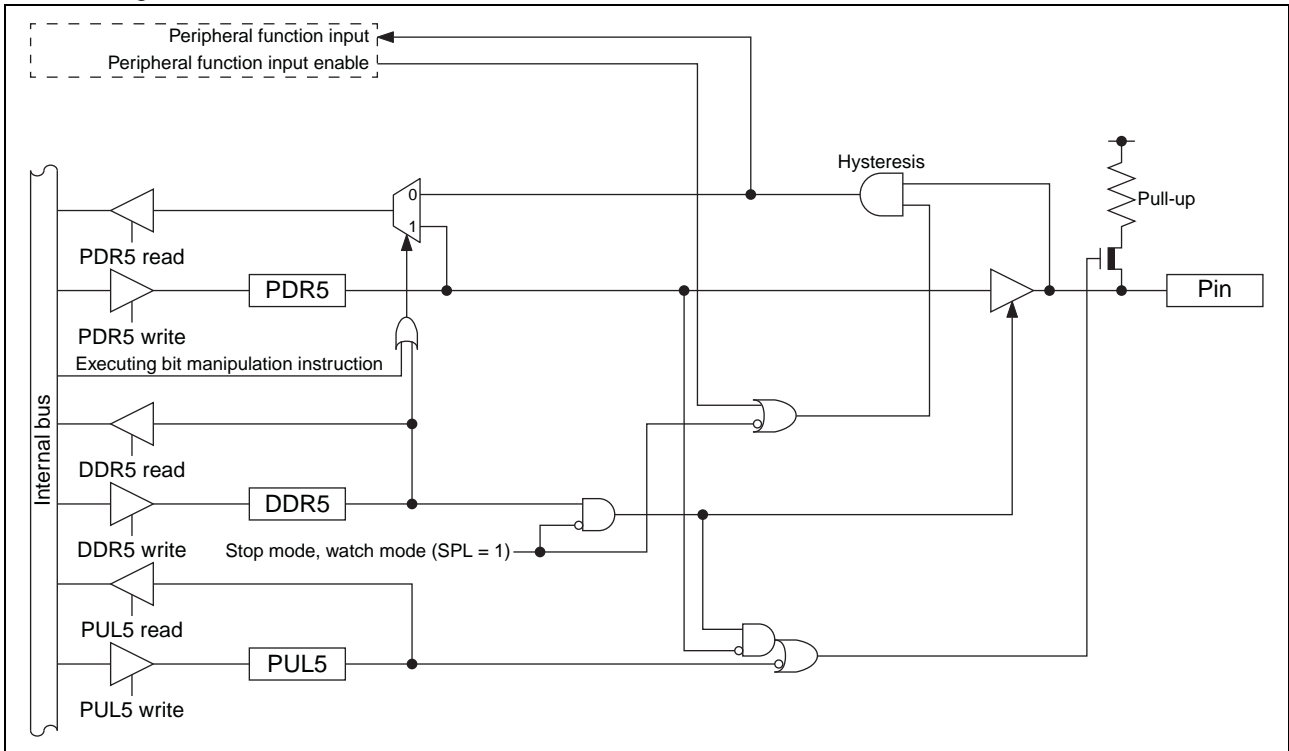 Peripheral function input
Peripheral function input enable
Hysteresis
0
Pull-up
1
PDR5 read
PDR5
Pin
PDR5 write
Executing bit manipulation instruction
Internal bus
DDR5 read
DDR5
DDR5 write
Stop mode, watch mode (SPL = 1)
PUL5 read
PUL5
PUL5 write